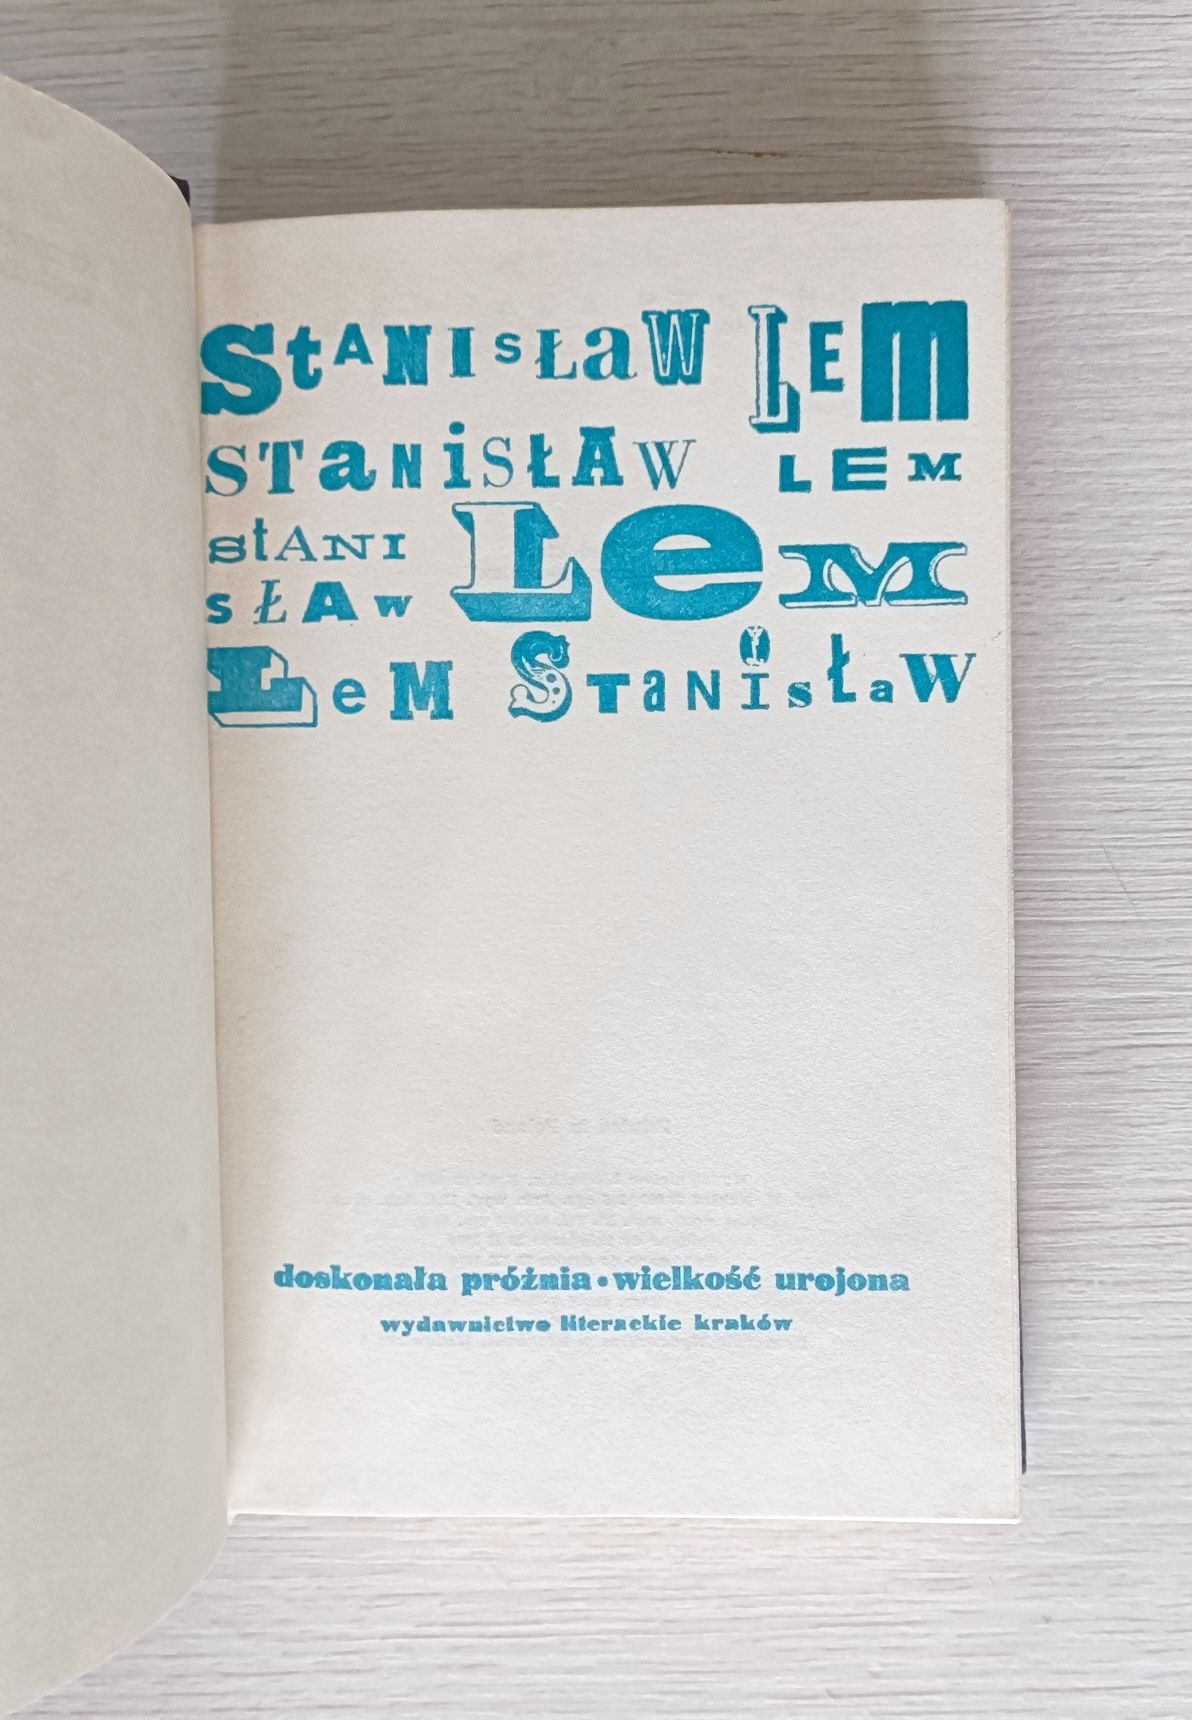 StANIsŁaW LEm
STaNiSŁAW LEM
StANI LeM
sŁAw
LeM STaNisŁaW
doskonała próżnia • wielkość urojona
wydawnictwo literackie kraków